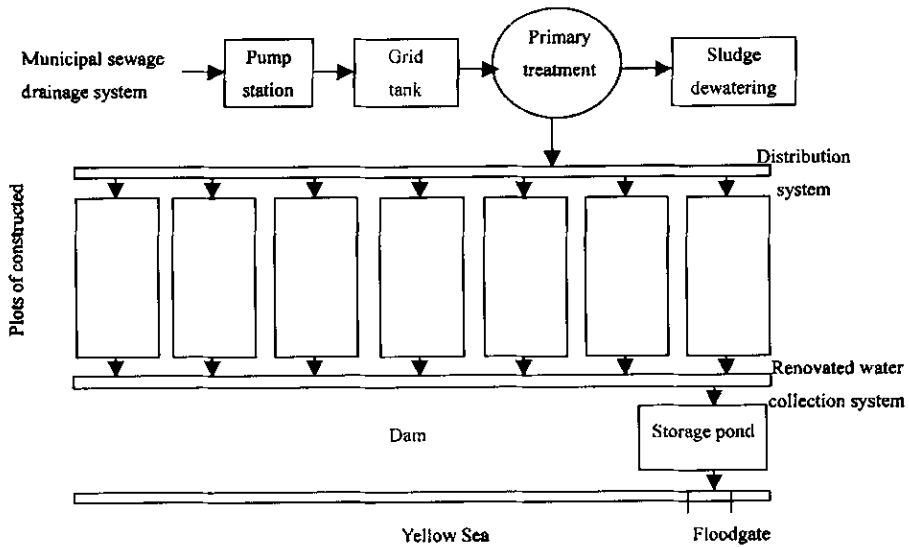 Municipal sewage
drainage system
Pump
station
Grid
tank
Primary
treatment
Sludge
dewatering
Distribution
system
Plots of constructed
Renovated water
collection system
Dam
Storage pond
Yellow Sea
Floodgate